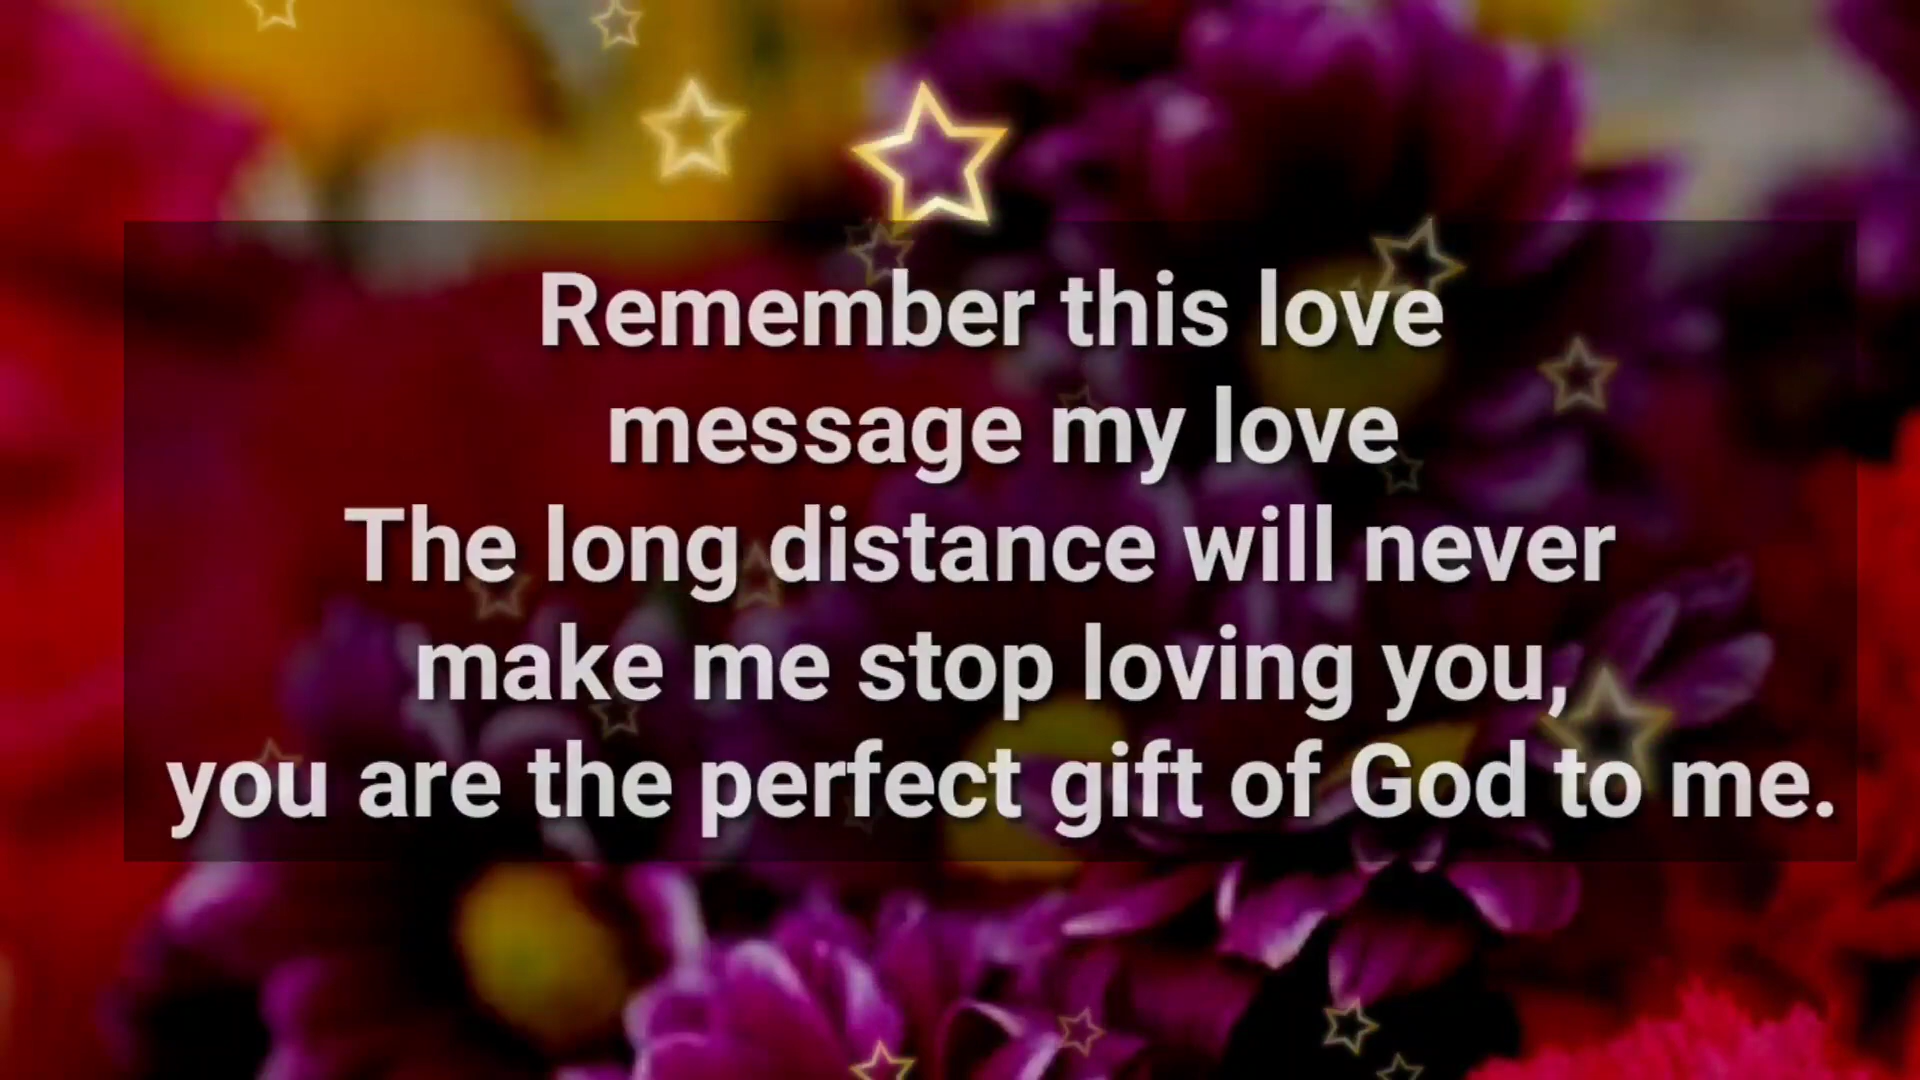 Remember this love
message my love
The long distance will never
make me stop loving you,
you are the perfect gift of God to me.